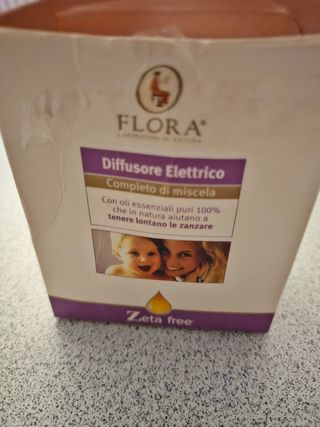 FLORA®
LABORATORI DI NATURA
Diffusore Elettrico
Completo di miscela
Con oli essenziali puri 100%
che in natura aiutano a
tenere lontano le zanzare
Zeta free®